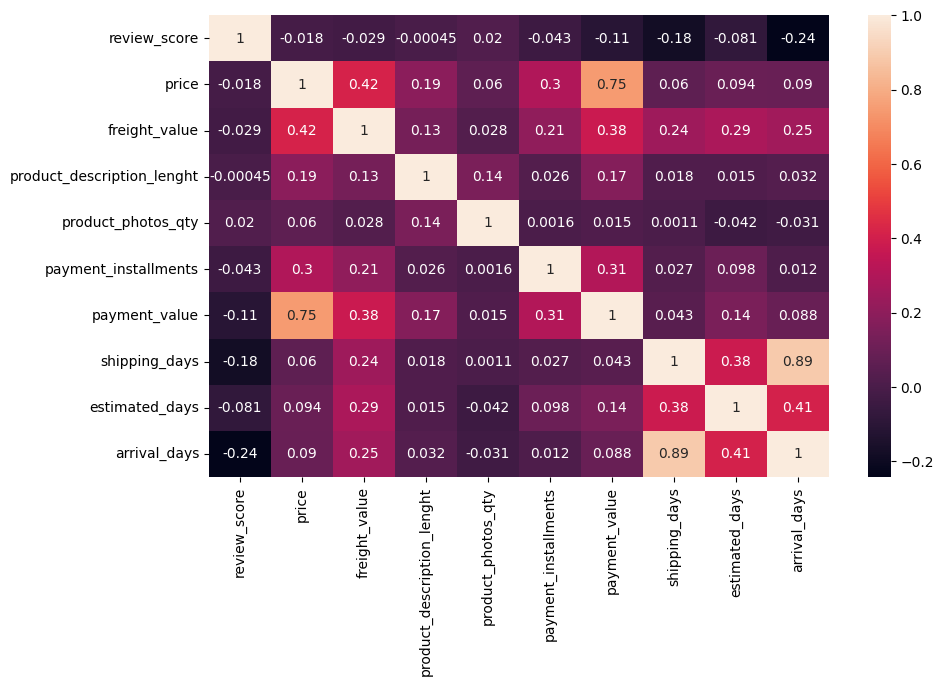 review_score 1 -0.018 -0.029 -0.00045 0.02 -0.043 -0.11 -0.18 -0.081 -0.24
price -0.018 1 0.42 0.19 0.06 0.3 0.75 0.06 0.094 0.09
freight_value -0.029 0.42 1 0.13 0.028 0.21 0.38 0.24 0.29 0.25
product_description_lenght -0.00045 0.19 0.13 1 0.14 0.026 0.17 0.018 0.015 0.032
product_photos_qty 0.02 0.06 0.028 0.14 1 0.0016 0.015 0.0011 -0.042 -0.031
payment_installments -0.043 0.3 0.21 0.026 0.0016 1 0.31 0.027 0.098 0.012
payment_value -0.11 0.75 0.38 0.17 0.015 0.31 1 0.043 0.14 0.088
shipping_days -0.18 0.06 0.24 0.018 0.0011 0.027 0.043 1 0.38 0.89
estimated_days -0.081 0.094 0.29 0.015 -0.042 0.098 0.14 0.38 1 0.41
arrival_days -0.24 0.09 0.25 0.032 -0.031 0.012 0.088 0.89 0.41 1
review_score
price
freight_value
product_description_lenght
product_photos_qty
payment_installments
payment_value
shipping_days
estimated_days
arrival_days
1.0
0.8
0.6
0.4
0.2
0.0
−0.2